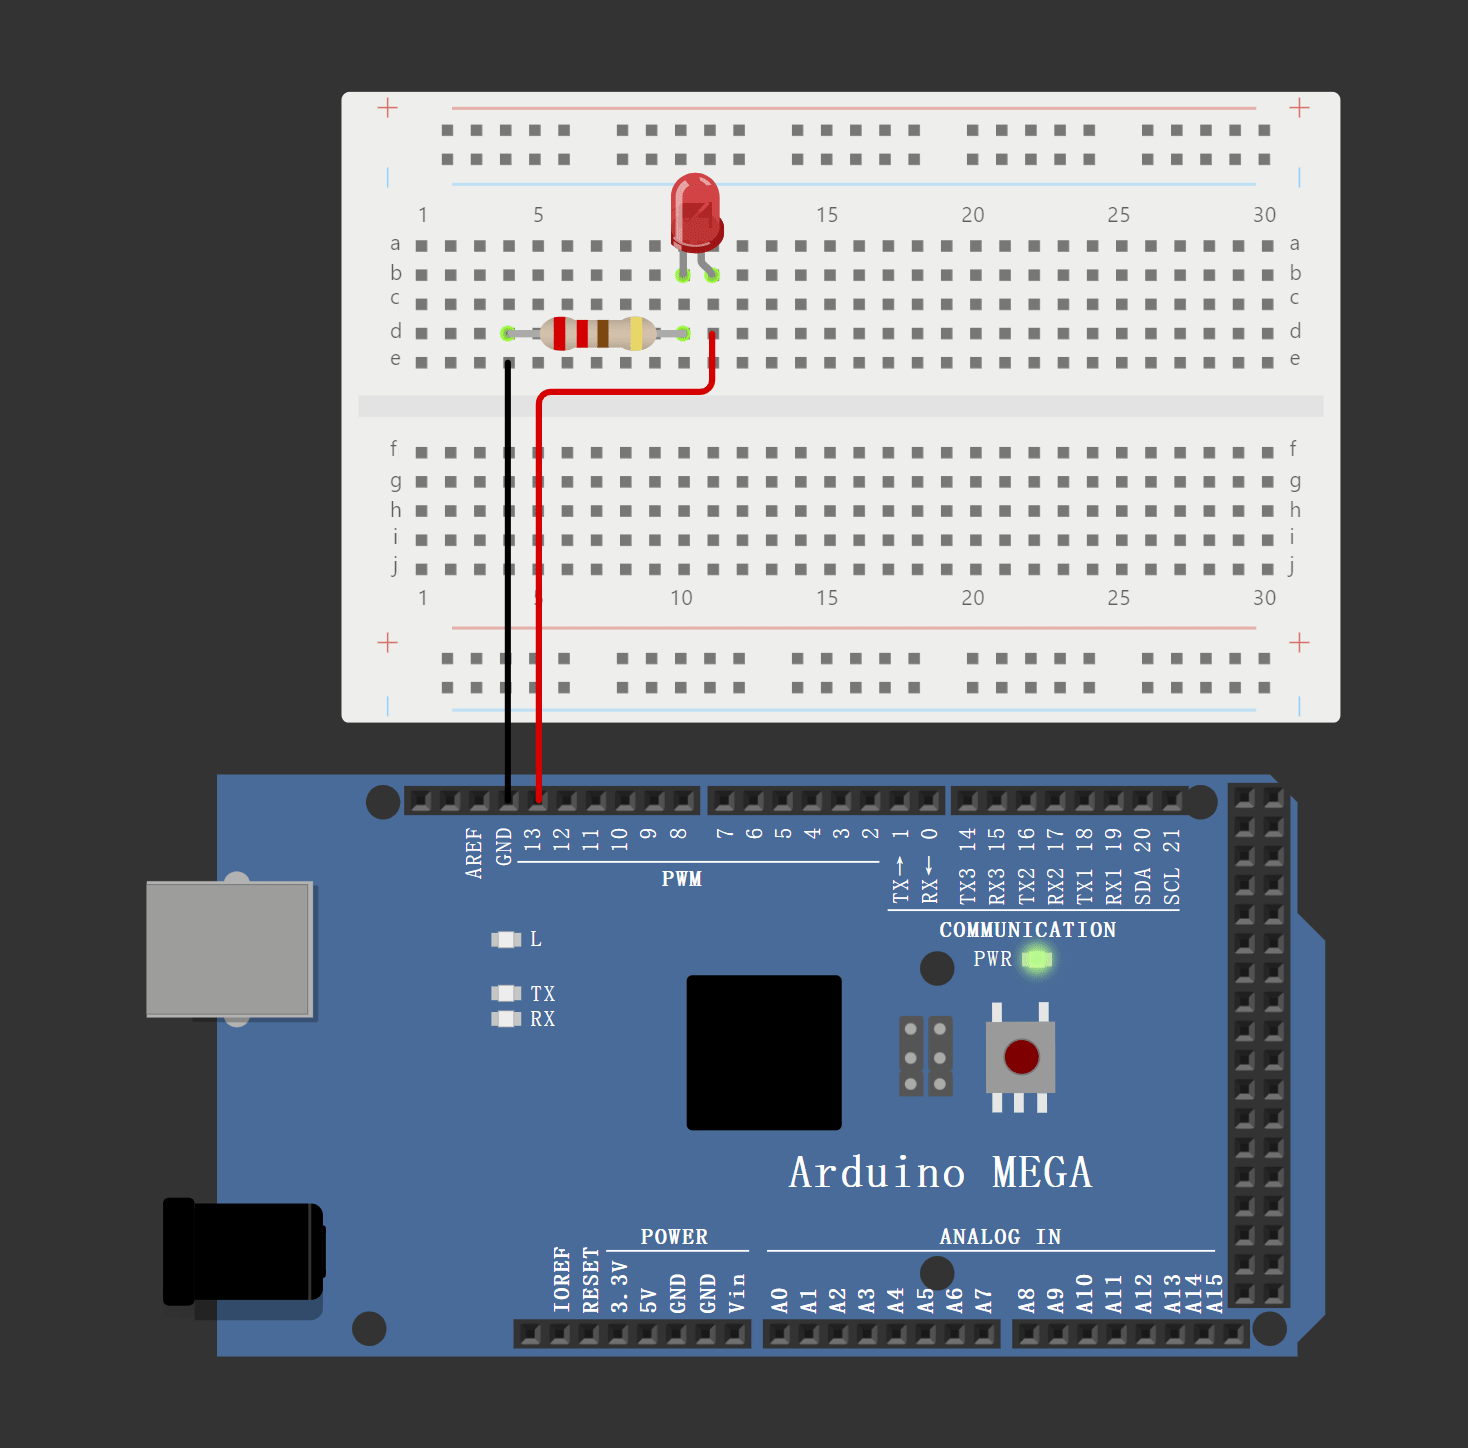 + +
1 5 15 20 25 30
a a
b b
c c
d d
e e
f f
g g
h h
i i
j j
1 5 10 15 20 25 30
+ +
AREF GND 13 12 11 10 9 8 7 6 5 4 3 2 1 0 14 15 16 17 18 19 20 21
TX→ RX← TX3 RX3 TX2 RX2 TX1 RX1 SDA SCL
PWM
COMMUNICATION
L
PWR
TX
RX
Arduino MEGA
POWER ANALOG IN
IOREF RESET 3.3V 5V GND GND Vin A0 A1 A2 A3 A4 A5 A6 A7 A8 A9 A10 A11 A12 A13 A14 A15